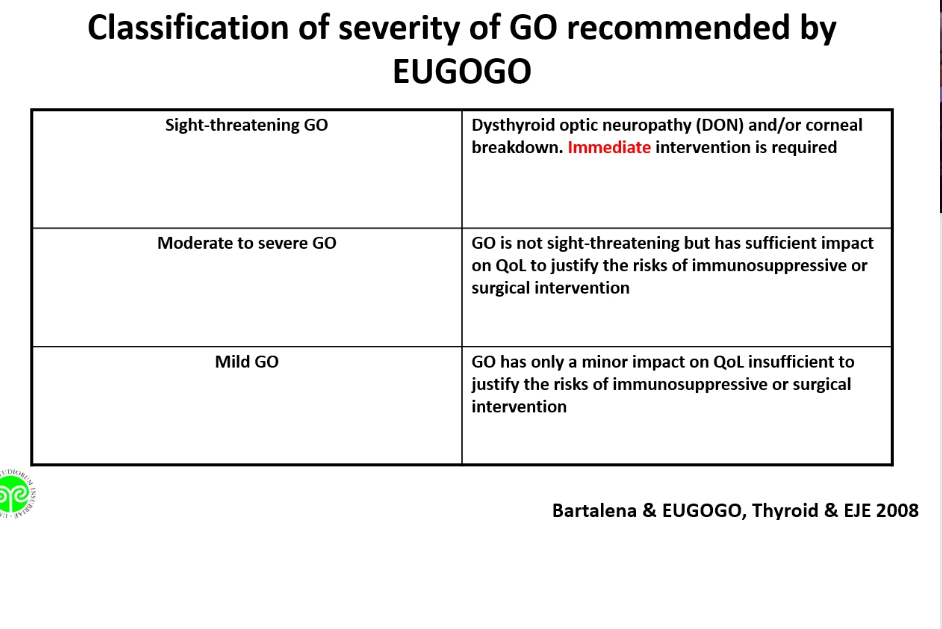 Classification of severity of GO recommended by
EUGOGO
Sight-threatening GO
Dysthyroid optic neuropathy (DON) and/or corneal
breakdown. Immediate intervention is required
Moderate to severe GO
GO is not sight-threatening but has sufficient impact
on QoL to justify the risks of immunosuppressive or
surgical intervention
Mild GO
GO has only a minor impact on QoL insufficient to
justify the risks of immunosuppressive or surgical
intervention
Bartalena & EUGOGO, Thyroid & EJE 2008